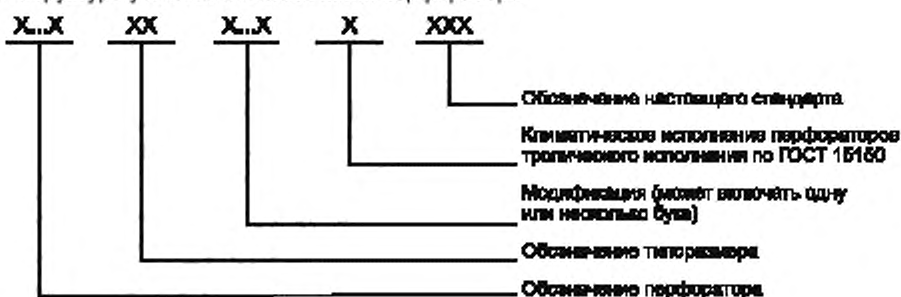 X...X XX X...X X XXX
Обозначение настоящего стандарта
Климатическое исполнение перфораторов
тропического исполнения по ГОСТ 15150
Модификация (может включать одну
или несколько букв)
Обозначение типоразмера
Обозначение перфоратора